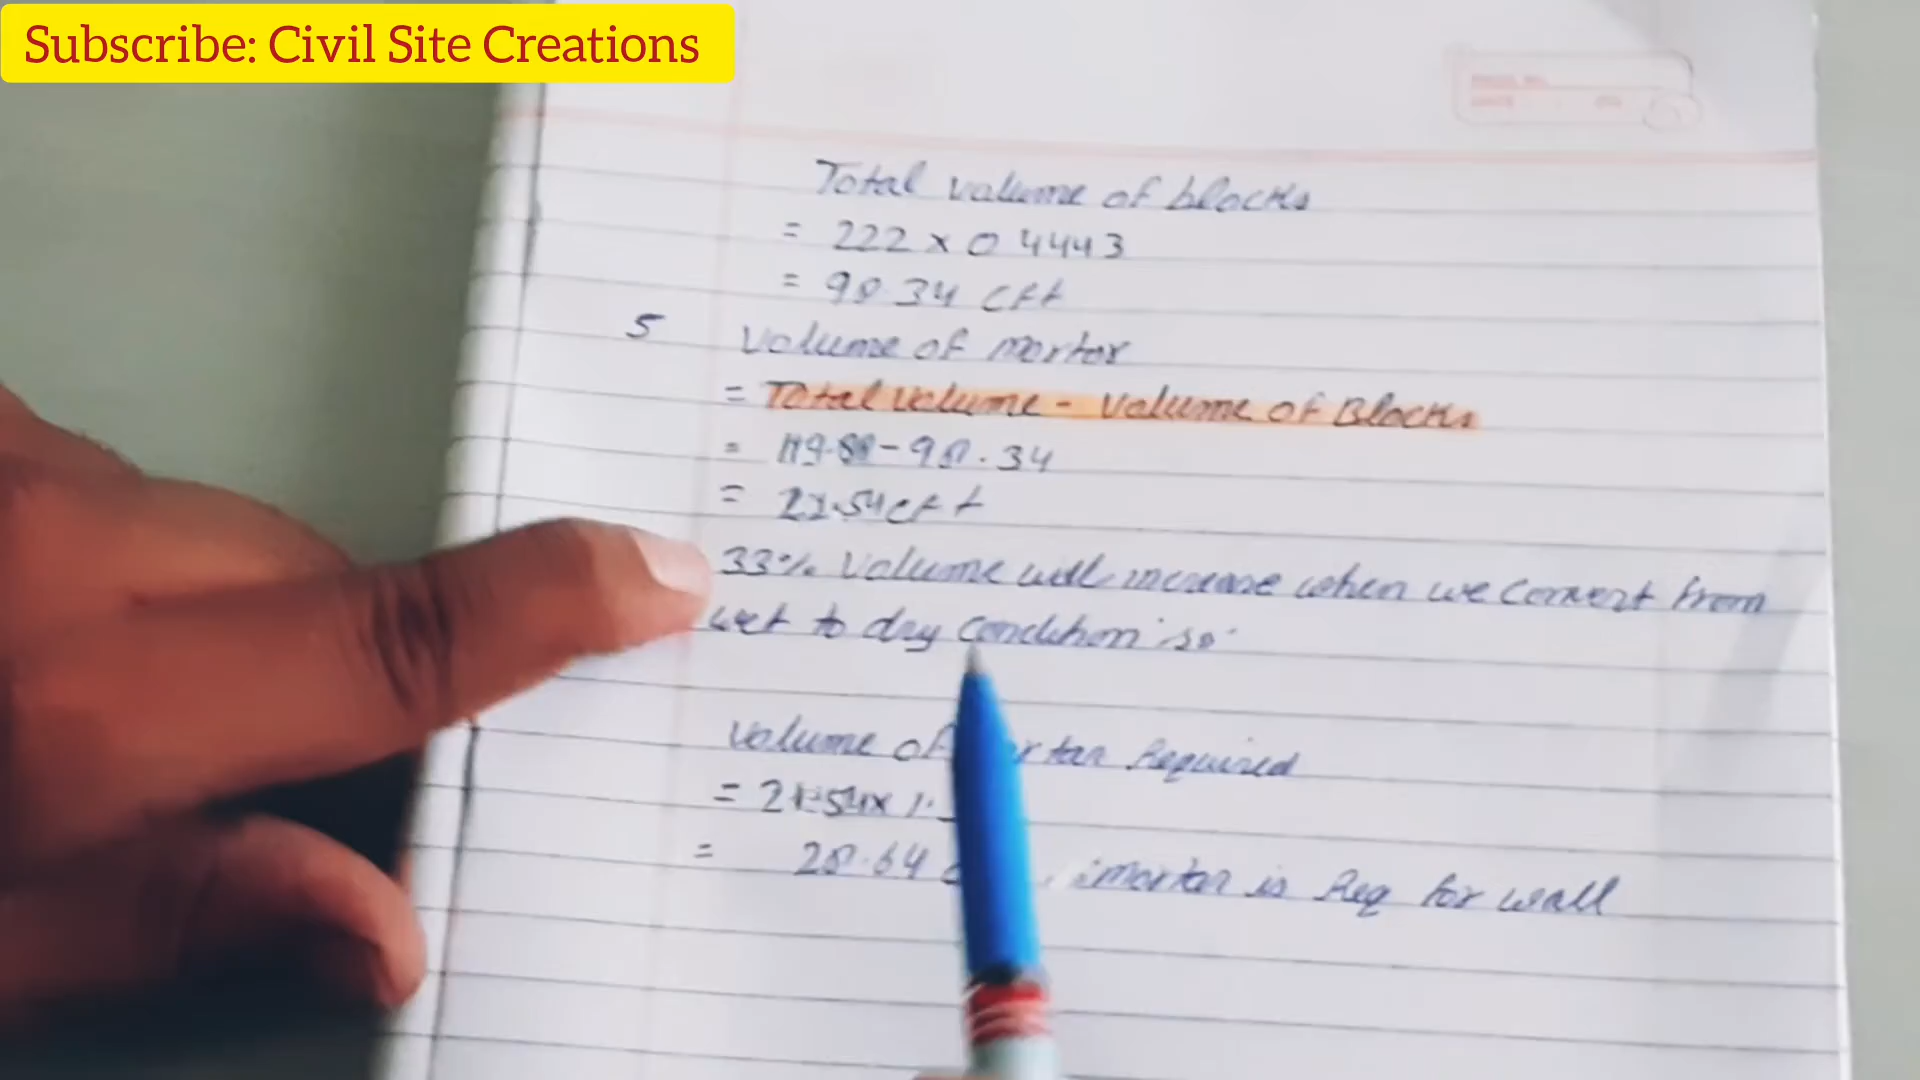 Subscribe: Civil Site Creations
Total volume of blocks
= 222 x 0.4443
= 98.34 cft
5 Volume of mortar
= Total volume - volume of Blocks
= 119.88 - 98.34
= 21.54 cft
33% Volume will increase when we convert from
wet to dry condition so
volume of Required
= 21.54 x 1.
= 28.64 mortar is Req for wall